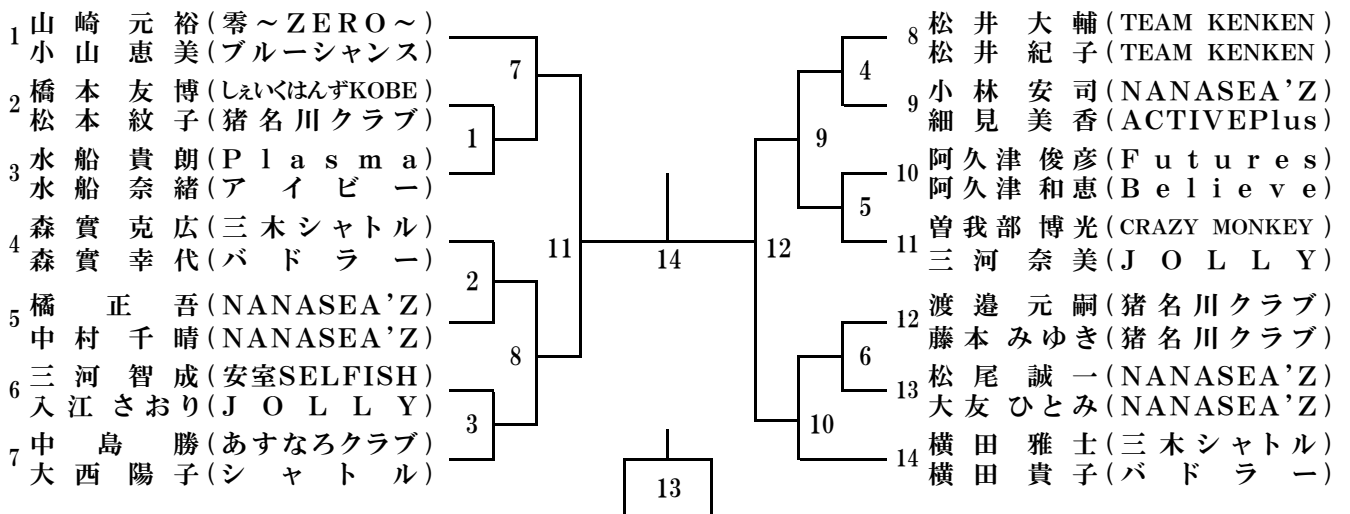 1 山崎元裕(零～ZERO～)
小山恵美(ブルーシャンス)
2 橋本友博(しぇいくはんずKOBE)
松本紋子(猪名川クラブ)
3 水船貴朗(Plasma)
水船奈緒(アイビー)
4 森實克広(三木シャトル)
森實幸代(バドラー)
5 橘正吾(NANASEA'Z)
中村千晴(NANASEA'Z)
6 三河智成(安室SELFISH)
入江さおり(JOLLY)
7 中島勝(あすなろクラブ)
大西陽子(シャトル)
7
1
2
8
3
11
14
13
12
4
9
5
6
10
8 松井大輔(TEAM KENKEN)
松井紀子(TEAM KENKEN)
9 小林安司(NANASEA'Z)
細見美香(ACTIVEPlus)
10 阿久津俊彦(Futures)
阿久津和恵(Believe)
11 曽我部博光(CRAZY MONKEY)
三河奈美(JOLLY)
12 渡邉元嗣(猪名川クラブ)
藤本みゆき(猪名川クラブ)
13 松尾誠一(NANASEA'Z)
大友ひとみ(NANASEA'Z)
14 横田雅士(三木シャトル)
横田貴子(バドラー)